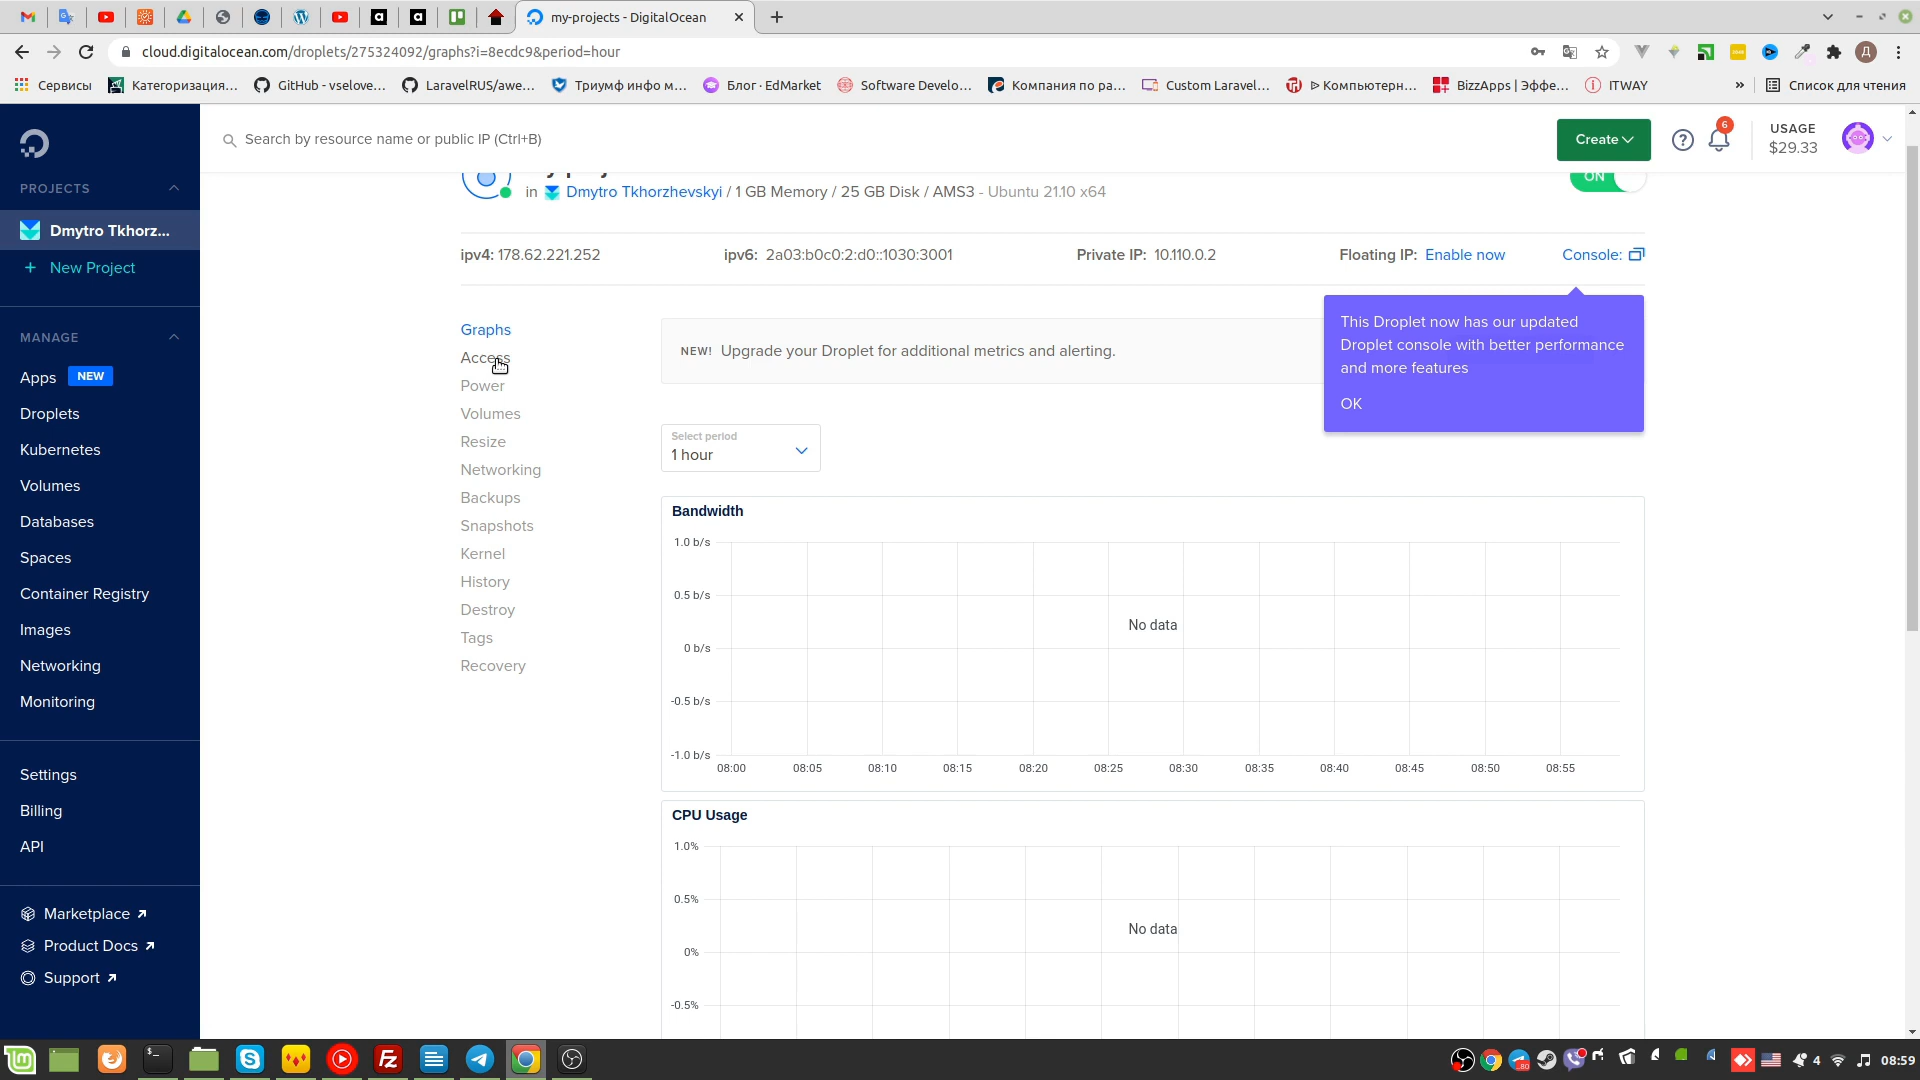 my-projects - DigitalOcean
cloud.digitalocean.com/droplets/275324092/graphs?i=8ecdc9&period=hour
Сервисы
Категоризация...
GitHub - vselove...
LaravelRUS/awe...
Триумф инфо м...
Блог · EdMarket
Software Develo...
Компания по ра...
Custom Laravel...
ᐉ Компьютерн...
BizzApps | Эффе...
ITWAY
»
Список для чтения
Search by resource name or public IP (Ctrl+B)
Create
6
USAGE
$29.33
PROJECTS
Dmytro Tkhorz...
+ New Project
MANAGE
Apps NEW
Droplets
Kubernetes
Volumes
Databases
Spaces
Container Registry
Images
Networking
Monitoring
Settings
Billing
API
Marketplace
Product Docs
Support
in Dmytro Tkhorzhevskyi / 1 GB Memory / 25 GB Disk / AMS3 - Ubuntu 21.10 x64
ON
ipv4: 178.62.221.252
ipv6: 2a03:b0c0:2:d0::1030:3001
Private IP: 10.110.0.2
Floating IP: Enable now
Console:
Graphs
Access
Power
Volumes
Resize
Networking
Backups
Snapshots
Kernel
History
Destroy
Tags
Recovery
NEW! Upgrade your Droplet for additional metrics and alerting.
This Droplet now has our updated
Droplet console with better performance
and more features
OK
Select period
1 hour
Bandwidth
1.0 b/s
0.5 b/s
No data
0 b/s
-0.5 b/s
-1.0 b/s
08:00 08:05 08:10 08:15 08:20 08:25 08:30 08:35 08:40 08:45 08:50 08:55
CPU Usage
1.0%
0.5%
No data
0%
-0.5%
4
08:59